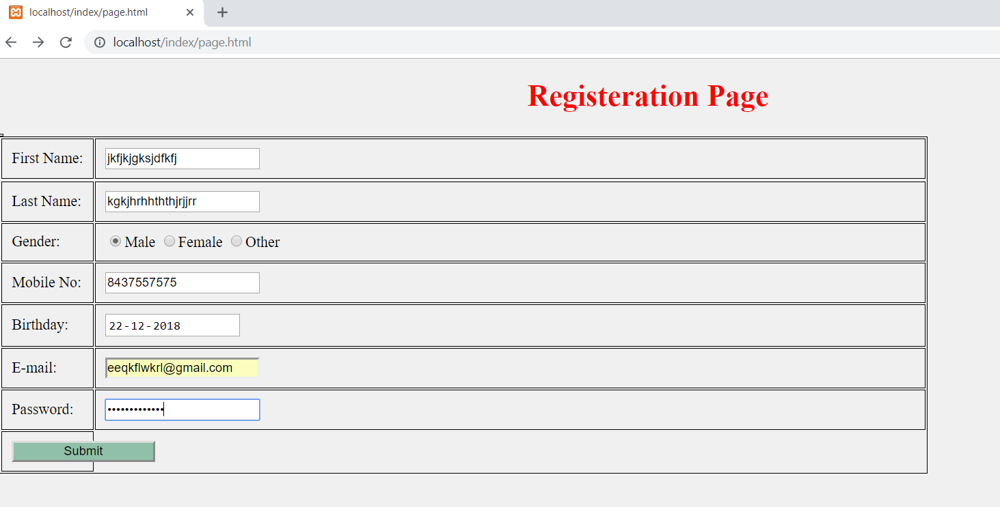 localhost/index/page.html
localhost/index/page.html
Registeration Page
First Name: jkfjkjgksjdfkfj
Last Name: kgkjhrhhththjrjjrr
Gender: Male Female Other
Mobile No: 8437557575
Birthday: 22-12-2018
E-mail: eeqkflwkrl@gmail.com
Password: •••••••••••••
Submit